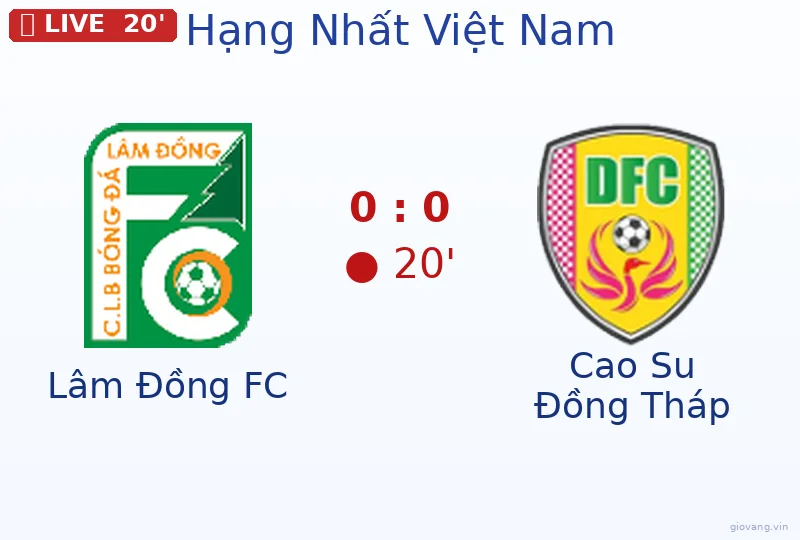 LIVE 20'
Hạng Nhất Việt Nam
LÂM ĐỒNG
C.L.B BÓNG ĐÁ
FC
0 : 0
● 20'
DFC
Lâm Đồng FC
Cao Su
Đồng Tháp
giovang.vin